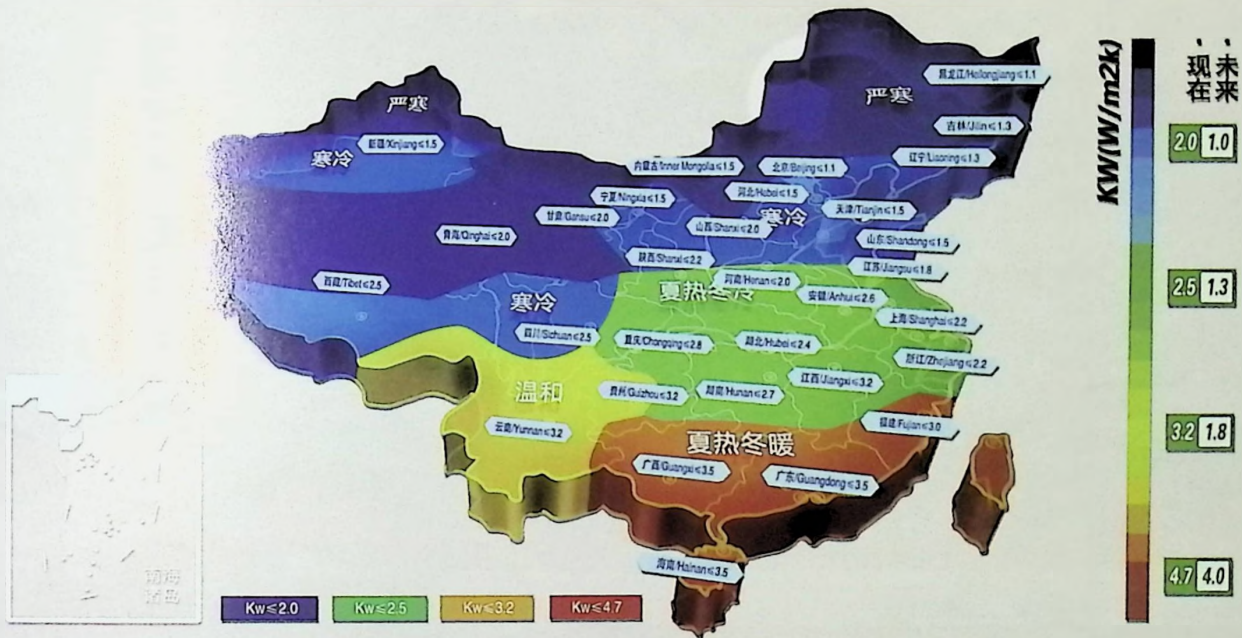 严寒
黑龙江/Heilongjiang≤1.1
严寒
吉林/Jilin≤1.3
新疆/Xinjiang≤1.5
寒冷
内蒙古/Inner Mongolia≤1.5
北京/Beijing≤1.1
辽宁/Liaoning≤1.3
宁夏/Ningxia≤1.5
河北/Hubei≤1.5
甘肃/Gansu≤2.0
寒冷
天津/Tianjin≤1.5
青海/Qinghai≤2.0
山西/Shanxi≤2.0
山东/Shandong≤1.5
陕西/Shanxi≤2.2
江苏/Jiangsu≤1.8
西藏/Tibet≤2.5
河南/Henan≤2.0
夏热冬冷
安徽/Anhui≤2.6
寒冷
上海/Shanghai≤2.2
四川/Sichuan≤2.5
重庆/Chongqing≤2.8
湖北/Hubei≤2.4
浙江/Zhejiang≤2.2
江西/Jiangxi≤3.2
温和
贵州/Guizhou≤3.2
湖南/Hunan≤2.7
云南/Yunnan≤3.2
福建/Fujian≤3.0
夏热冬暖
广西/Guangxi≤3.5
广东/Guangdong≤3.5
海南/Hainan≤3.5
南海
诸岛
Kw≤2.0
Kw≤2.5
Kw≤3.2
Kw≤4.7
KW(W/m2k)
现在
未来
2.0 1.0
2.5 1.3
3.2 1.8
4.7 4.0